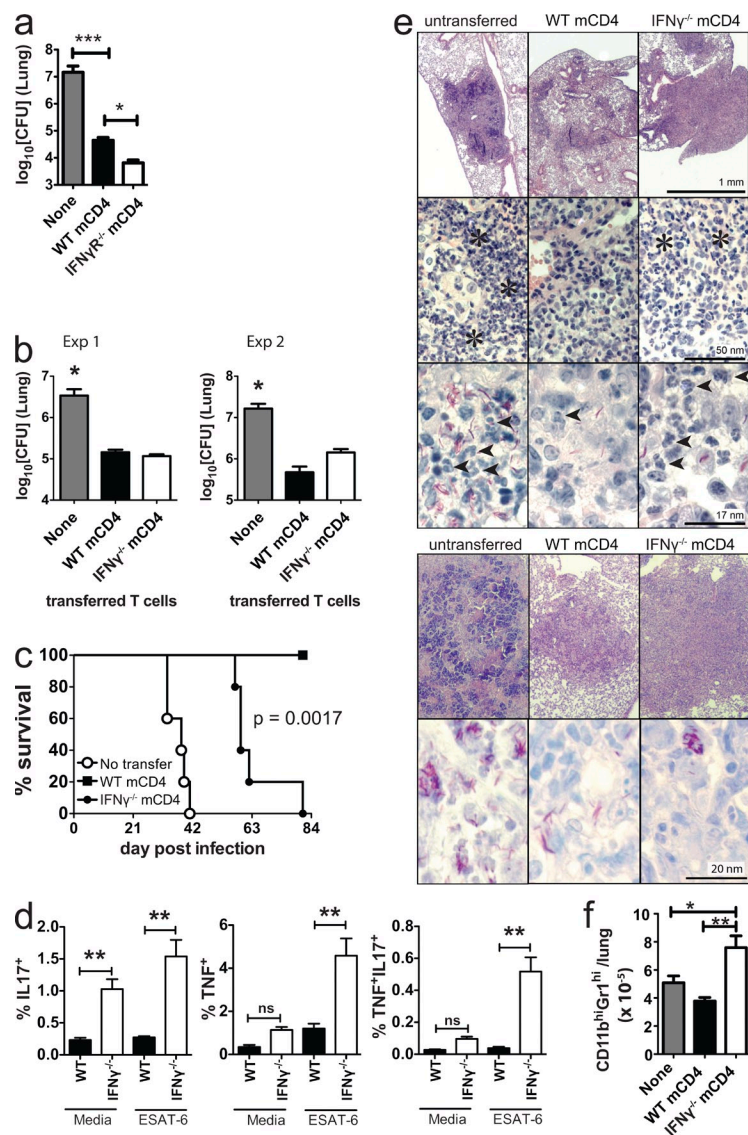 a
log10[CFU] (Lung)
8
7
6
5
4
3
***
*
None
WT mCD4
IFNγR-/- mCD4
b
Exp 1
log10[CFU] (Lung)
7
6
5
4
*
None
WT mCD4
IFNγ-/- mCD4
transferred T cells
Exp 2
log10[CFU] (Lung)
8
7
6
5
*
None
WT mCD4
IFNγ-/- mCD4
transferred T cells
c
% survival
100
80
60
40
20
0
p = 0.0017
No transfer
WT mCD4
IFNγ-/- mCD4
0 21 42 63 84
day post infection
d
% IL17+
2.0
1.5
1.0
0.5
0.0
**
**
WT
IFNγ-/-
WT
IFNγ-/-
Media ESAT-6
% TNF+
6
4
2
0
ns
**
WT
IFNγ-/-
WT
IFNγ-/-
Media ESAT-6
% TNF+IL17+
0.8
0.6
0.4
0.2
0.0
ns
**
WT
IFNγ-/-
WT
IFNγ-/-
Media ESAT-6
e
untransferred WT mCD4 IFNγ-/- mCD4
1 mm
* * *
* *
50 nm
17 nm
untransferred WT mCD4 IFNγ-/- mCD4
20 nm
f
CD11bhiGr1hi /lung
(x 10-5)
10
8
6
4
2
0
*
**
None
WT mCD4
IFNγ-/- mCD4